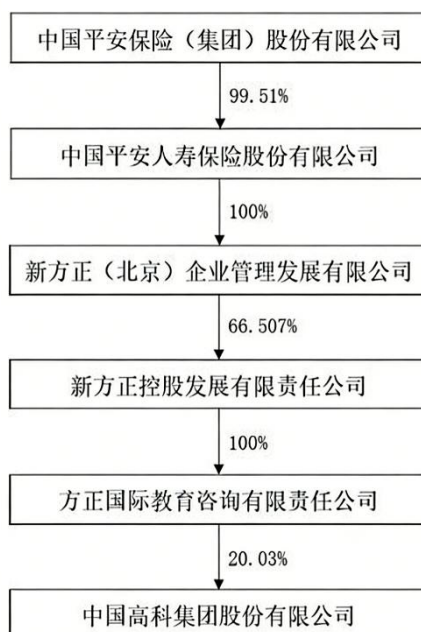 中国平安保险（集团）股份有限公司
99.51%
中国平安人寿保险股份有限公司
100%
新方正（北京）企业管理发展有限公司
66.507%
新方正控股发展有限责任公司
100%
方正国际教育咨询有限责任公司
20.03%
中国高科集团股份有限公司